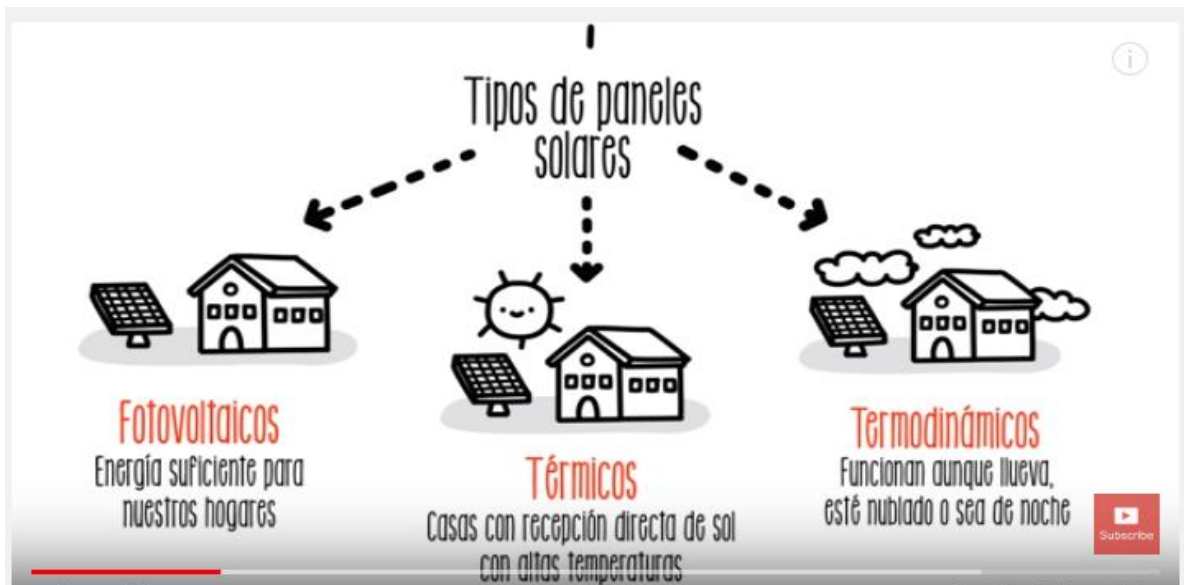 Tipos de paneles
solares
Fotovoltaicos
Energía suficiente para
nuestros hogares
Térmicos
Casas con recepción directa de sol
con altas temperaturas
Termodinámicos
Funcionan aunque llueva,
esté nublado o sea de noche
Subscribe